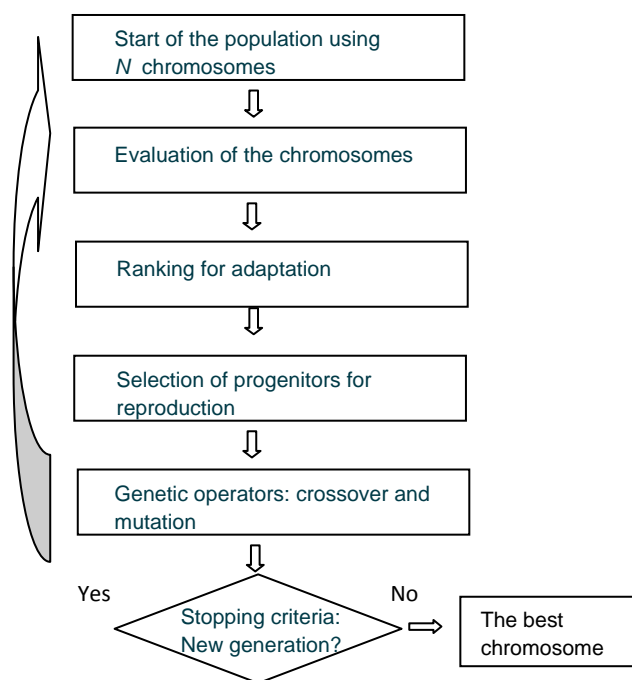 Start of the population using
N chromosomes
Evaluation of the chromosomes
Ranking for adaptation
Selection of progenitors for
reproduction
Genetic operators: crossover and
mutation
Yes
No
Stopping criteria:
New generation?
The best
chromosome